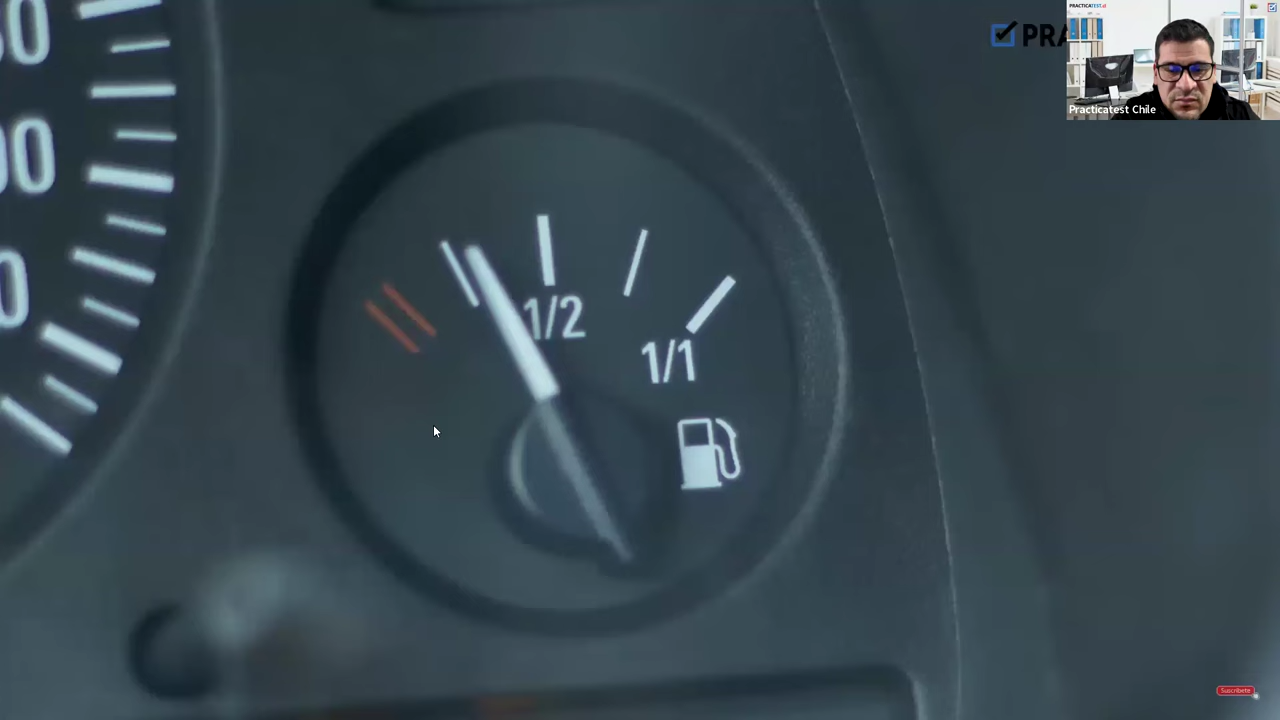 PRACTICATEST.cl
PRA
Practicatest Chile
1/2
1/1
Suscríbete